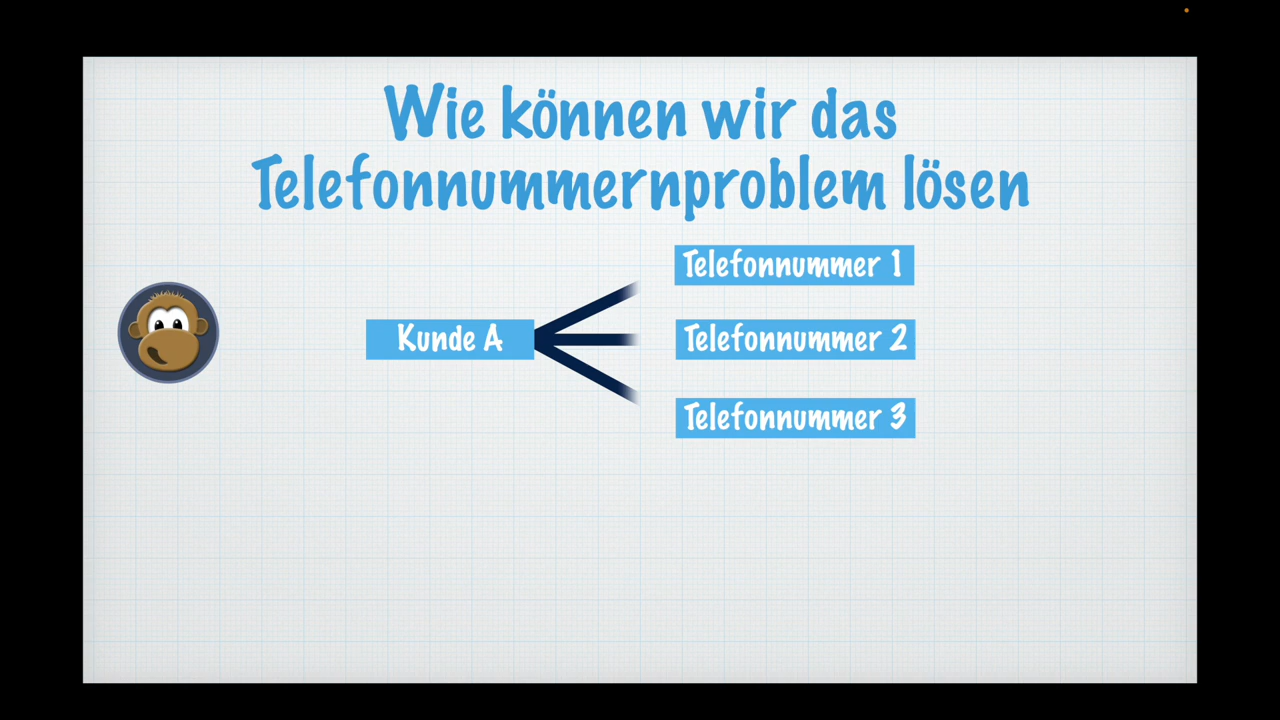 Wie können wir das
Telefonnummernproblem lösen
Telefonnummer 1
Kunde A
Telefonnummer 2
Telefonnummer 3